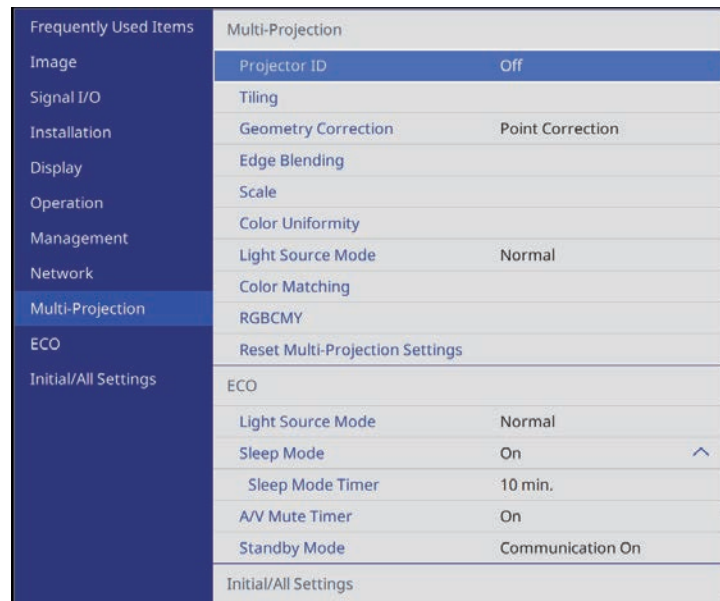 Frequently Used Items
Image
Signal I/O
Installation
Display
Operation
Management
Network
Multi-Projection
ECO
Initial/All Settings
Multi-Projection
Projector ID Off
Tiling
Geometry Correction Point Correction
Edge Blending
Scale
Color Uniformity
Light Source Mode Normal
Color Matching
RGBCMY
Reset Multi-Projection Settings
ECO
Light Source Mode Normal
Sleep Mode On
Sleep Mode Timer 10 min.
A/V Mute Timer On
Standby Mode Communication On
Initial/All Settings